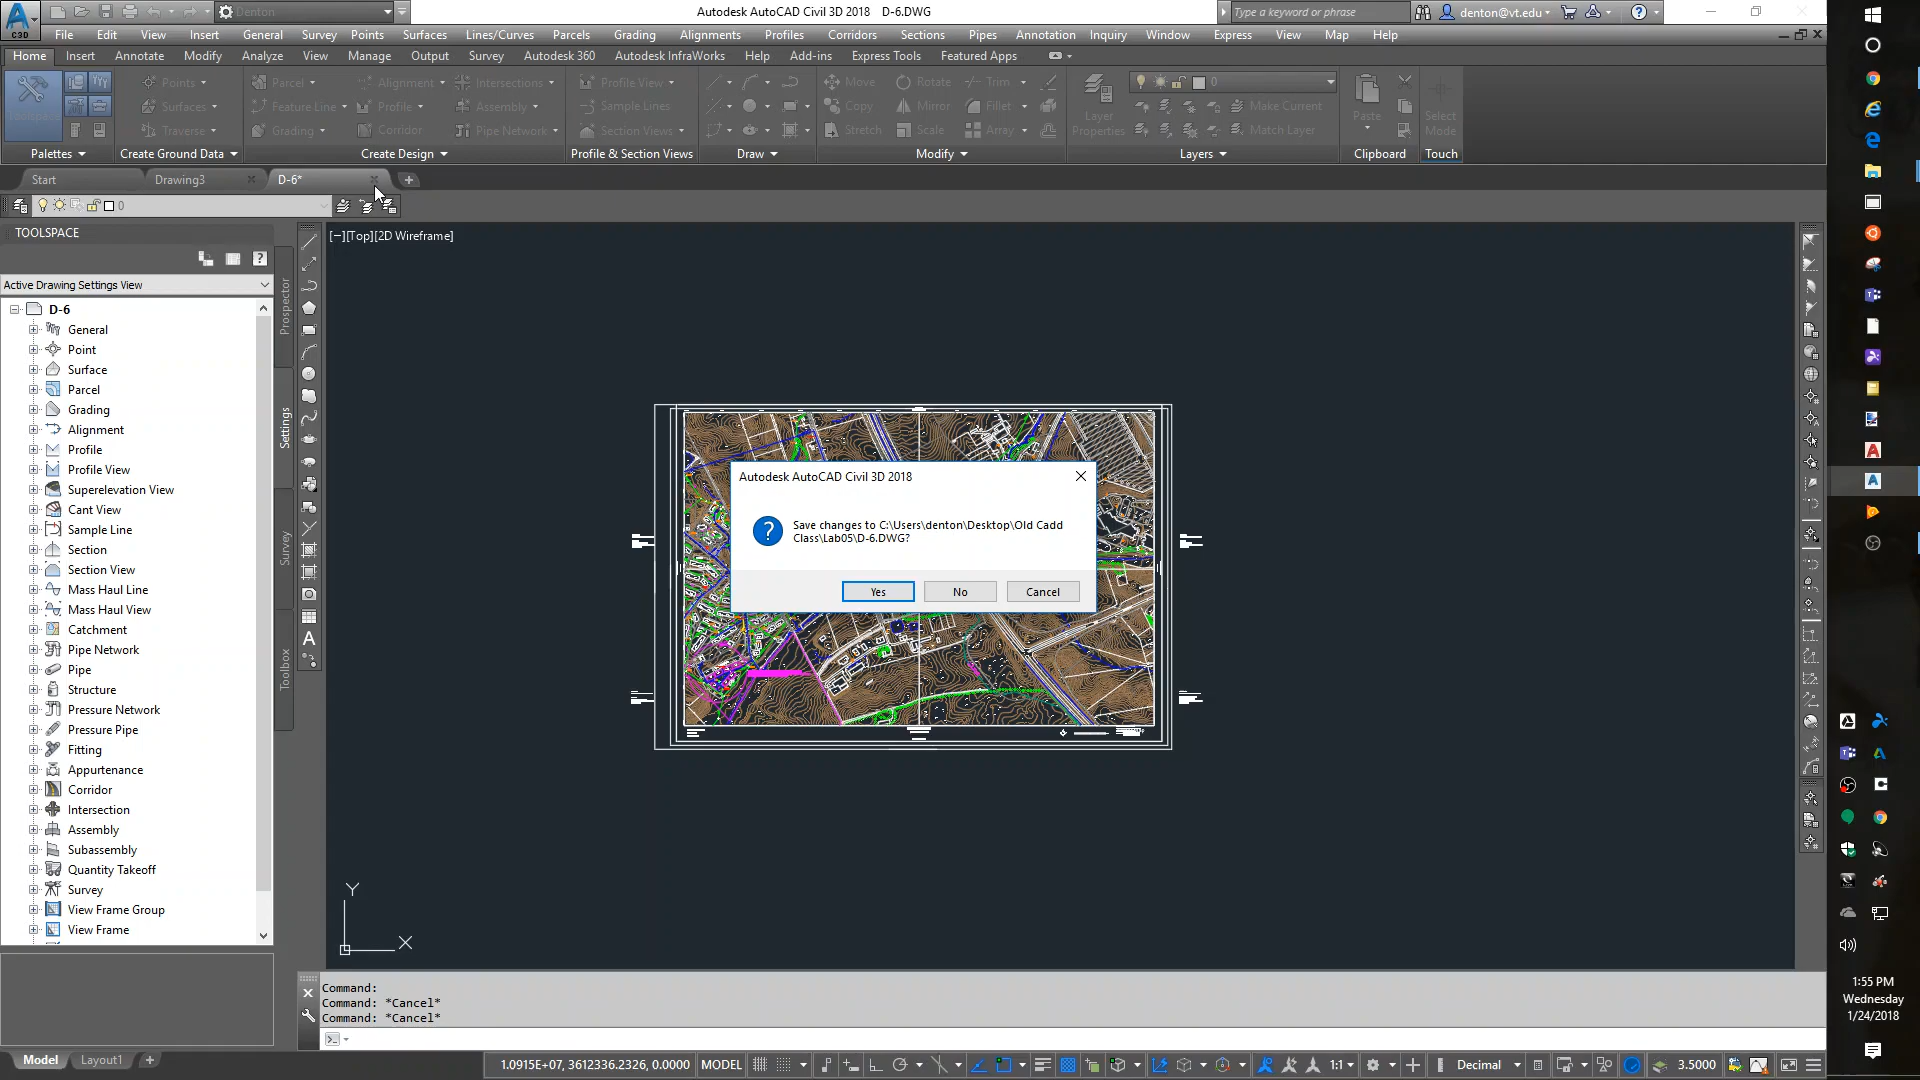 Denton
Autodesk AutoCAD Civil 3D 2018 D-6.DWG
Type a keyword or phrase
denton@vt.edu
C3D
File Edit View Insert General Survey Points Surfaces Lines/Curves Parcels Grading Alignments Profiles Corridors Sections Pipes Annotation Inquiry Window Express View Map Help
Home Insert Annotate Modify Analyze View Manage Output Survey Autodesk 360 Autodesk InfraWorks Help Add-ins Express Tools Featured Apps
Points Parcel Alignment Intersections Profile View Move Rotate Trim 0
Surfaces Feature Line Profile Assembly Sample Lines Copy Mirror Fillet Make Current
Traverse Grading Corridor Pipe Network Section Views Stretch Scale Array Match Layer
Toolspace
Layer Properties
Paste
Select Mode
Palettes Create Ground Data Create Design Profile & Section Views Draw Modify Layers Clipboard Touch
Start Drawing3 D-6*
0
TOOLSPACE
[−][Top][2D Wireframe]
Active Drawing Settings View
D-6
General
Point
Surface
Parcel
Grading
Alignment
Profile
Profile View
Superelevation View
Cant View
Sample Line
Section
Section View
Mass Haul Line
Mass Haul View
Catchment
Pipe Network
Pipe
Structure
Pressure Network
Pressure Pipe
Fitting
Appurtenance
Corridor
Intersection
Assembly
Subassembly
Quantity Takeoff
Survey
View Frame Group
View Frame
Prospector
Settings
Survey
Toolbox
Autodesk AutoCAD Civil 3D 2018
Save changes to C:\Users\denton\Desktop\Old Cadd
Class\Lab05\D-6.DWG?
Yes No Cancel
Y
X
Command:
Command: *Cancel*
Command: *Cancel*
Model Layout1
1.0915E+07, 3612336.2326, 0.0000 MODEL 1:1 Decimal 3.5000
1:55 PM
Wednesday
1/24/2018